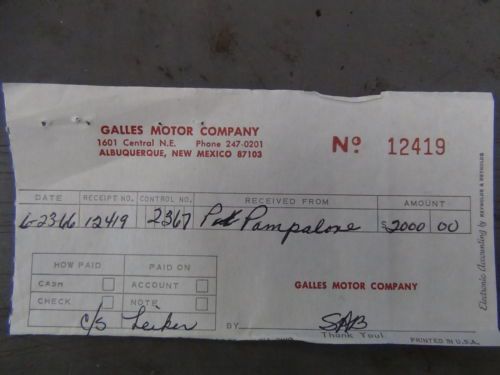 GALLES MOTOR COMPANY
1601 Central N.E. Phone 247-0201
ALBUQUERQUE, NEW MEXICO 87103
No 12419
DATE RECEIPT NO. CONTROL NO. RECEIVED FROM AMOUNT
6-23-66 12419 2367 Pat Pampalone $2000 00
HOW PAID PAID ON
CASH ACCOUNT
CHECK NOTE
GALLES MOTOR COMPANY
c/s Leiker
BY SAB
Thank You!
PRINTED IN U.S.A.
Electronic Accounting by REYNOLDS & REYNOLDS